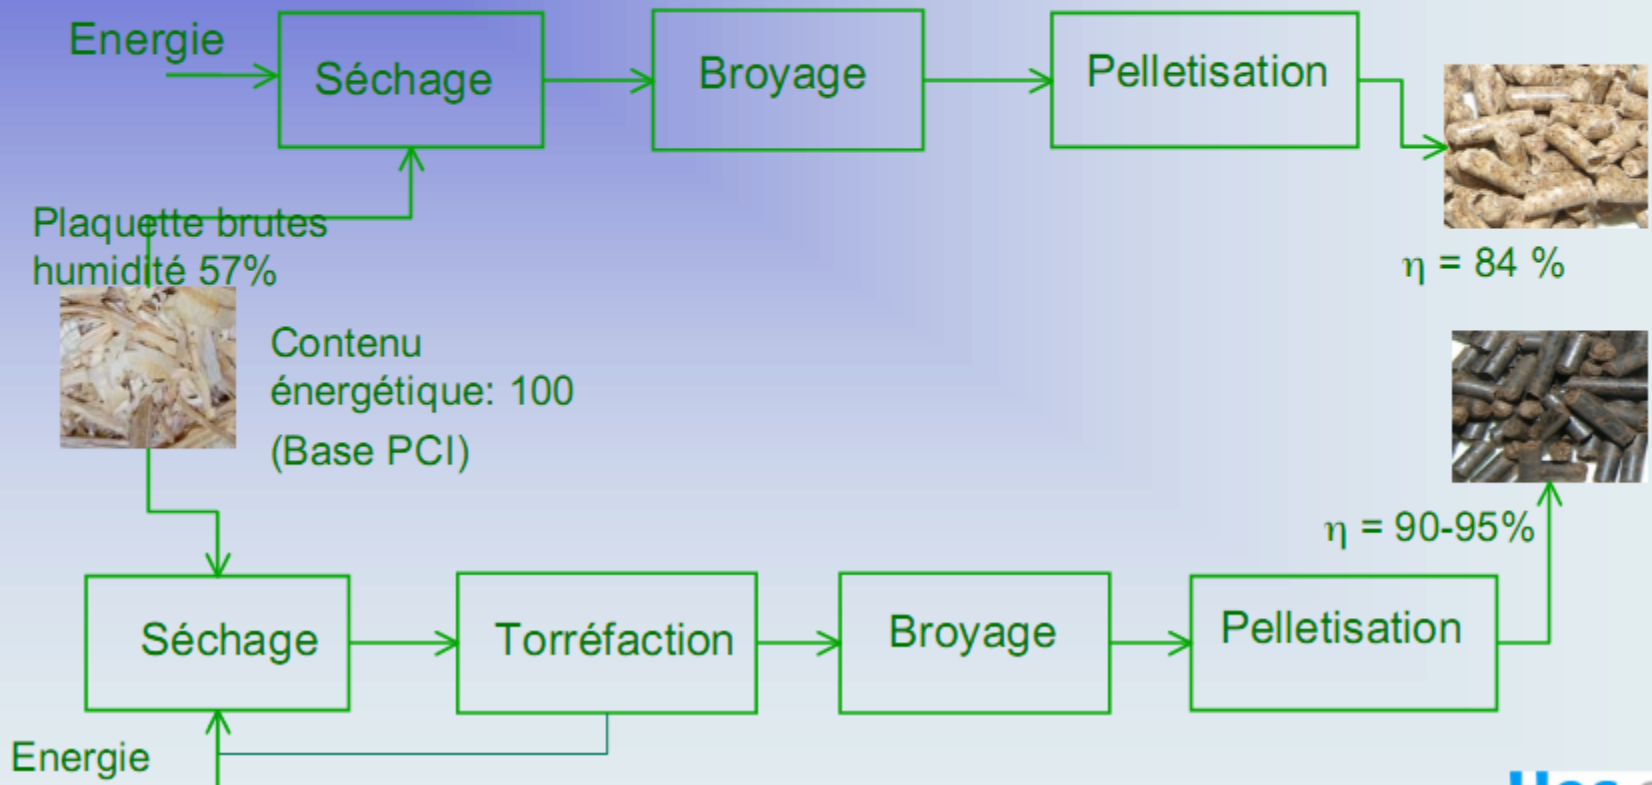 Energie
Séchage
Broyage
Pelletisation
Plaquette brutes
humidité 57%
η = 84 %
Contenu
énergétique: 100
(Base PCI)
η = 90-95%
Séchage
Torréfaction
Broyage
Pelletisation
Energie